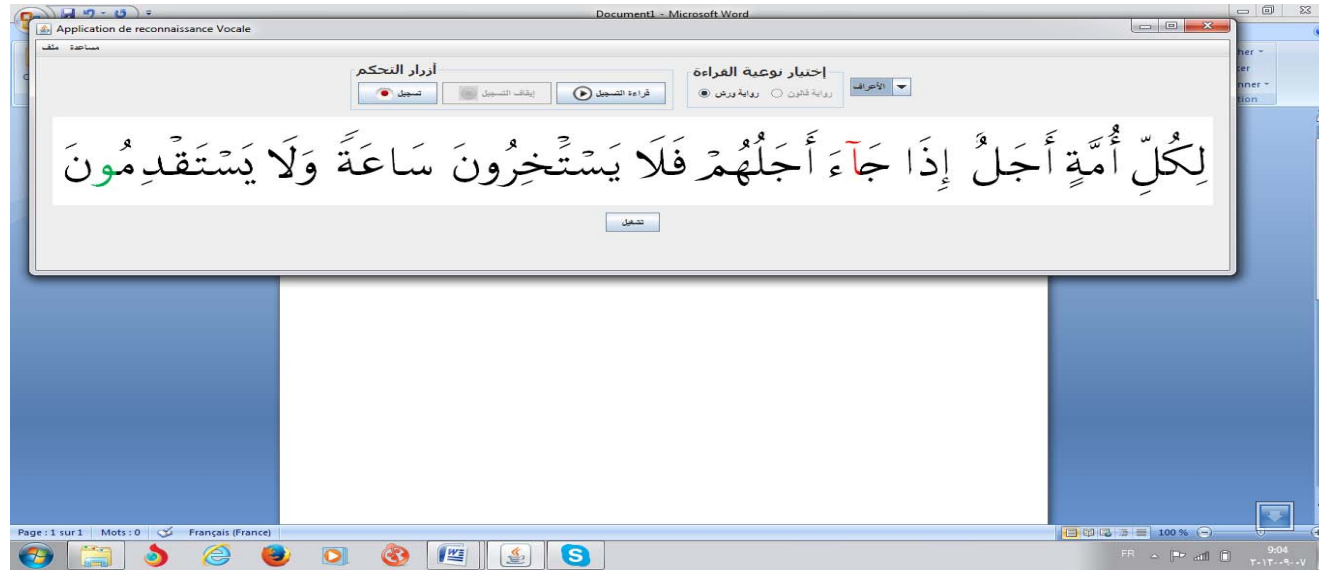 Document1 - Microsoft Word
Application de reconnaissance Vocale
ملف مساعدة
أزرار التحكم
إختيار نوعية القراءة
تسجيل
إيقاف التسجيل
قراءة التسجيل
رواية ورش
رواية قالون
الأعراف
لِكُلِّ أُمَّةٍ أَجَلٌ إِذَا جَآءَ أَجَلُهُمْ فَلَا يَسْتَٔخِرُونَ سَاعَةً وَلَا يَسْتَقْدِمُونَ
تشغيل
Page : 1 sur 1 Mots : 0 Français (France) 100 %
FR 9:04